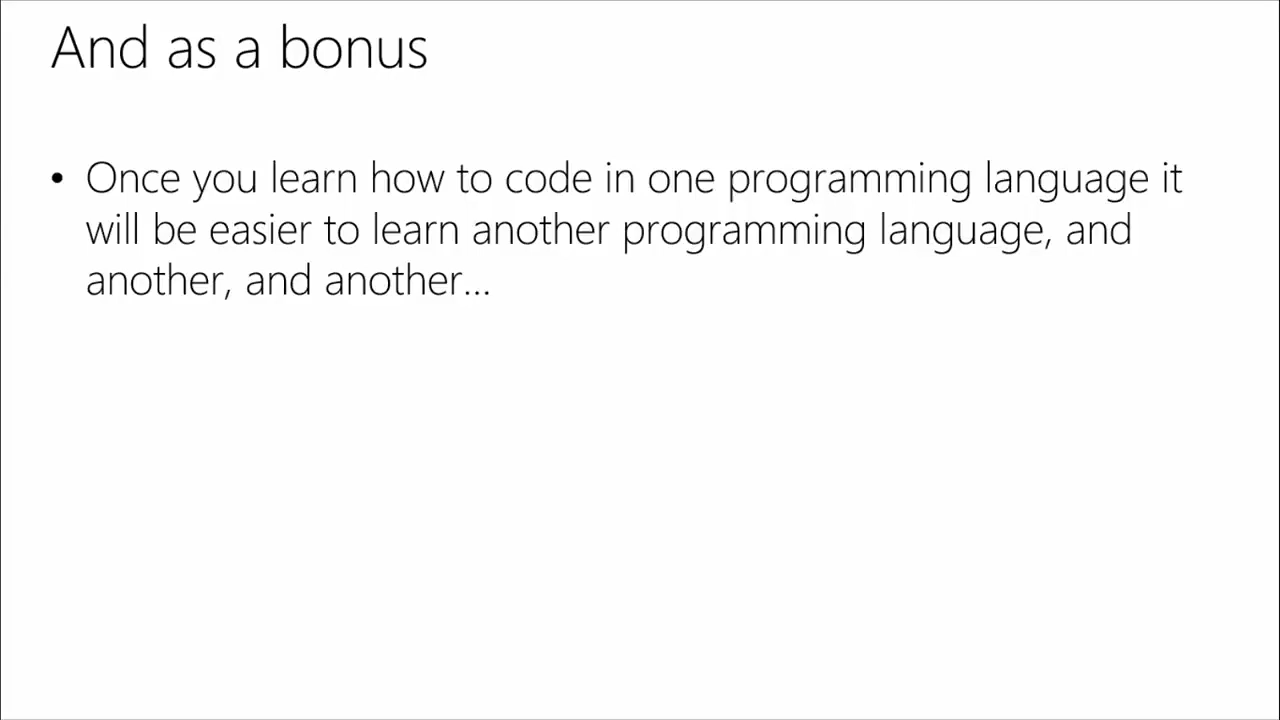 And as a bonus
• Once you learn how to code in one programming language it
will be easier to learn another programming language, and
another, and another...